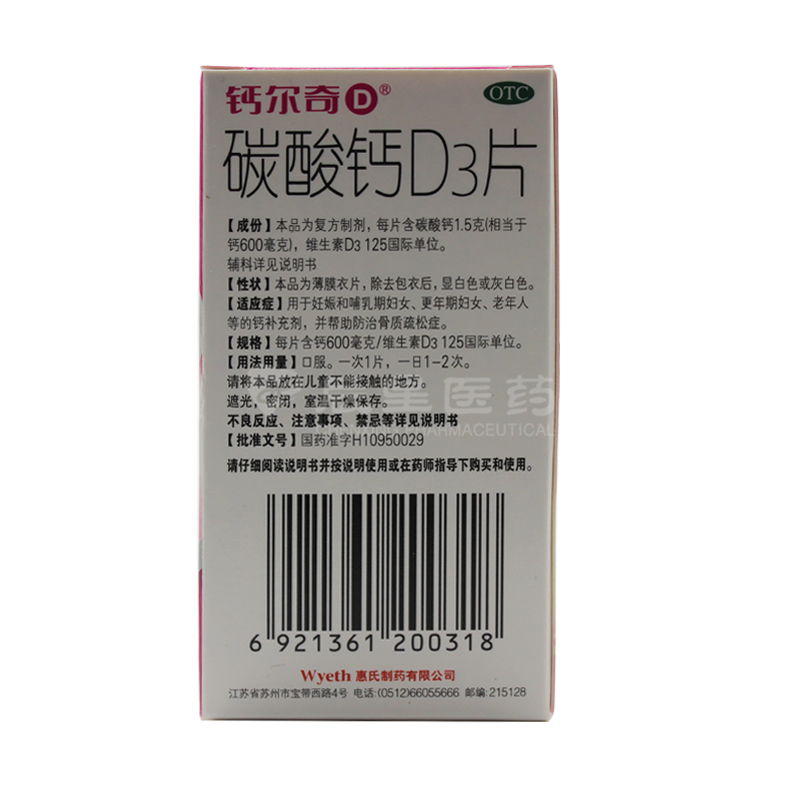 钙尔奇D®
OTC
碳酸钙D3片
【成份】本品为复方制剂，每片含碳酸钙1.5克(相当于
钙600毫克)，维生素D3 125国际单位。
辅料详见说明书
【性状】本品为薄膜衣片，除去包衣后，显白色或灰白色。
【适应症】用于妊娠和哺乳期妇女、更年期妇女、老年人
等的钙补充剂，并帮助防治骨质疏松症。
【规格】每片含钙600毫克/维生素D3 125国际单位。
【用法用量】口服。一次1片，一日1-2次。
请将本品放在儿童不能接触的地方。
遮光，密闭，室温干燥保存。
不良反应、注意事项、禁忌等详见说明书
【批准文号】国药准字H10950029
请仔细阅读说明书并按说明使用或在药师指导下购买和使用。
医药
PHARMACEUTICAL
6 921361 200318
Wyeth 惠氏制药有限公司
江苏省苏州市宝带西路4号 电话:(0512)66055666 邮编:215128